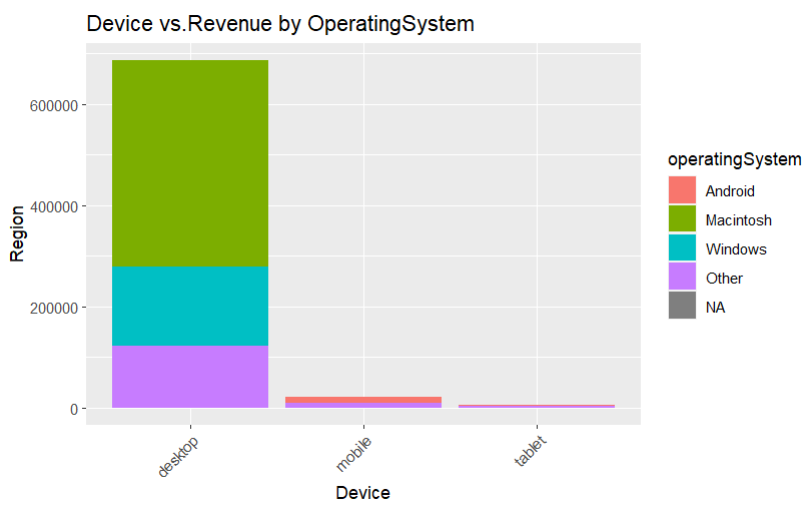 Device vs.Revenue by OperatingSystem
Region
600000
400000
200000
0
desktop
mobile
tablet
Device
operatingSystem
Android
Macintosh
Windows
Other
NA